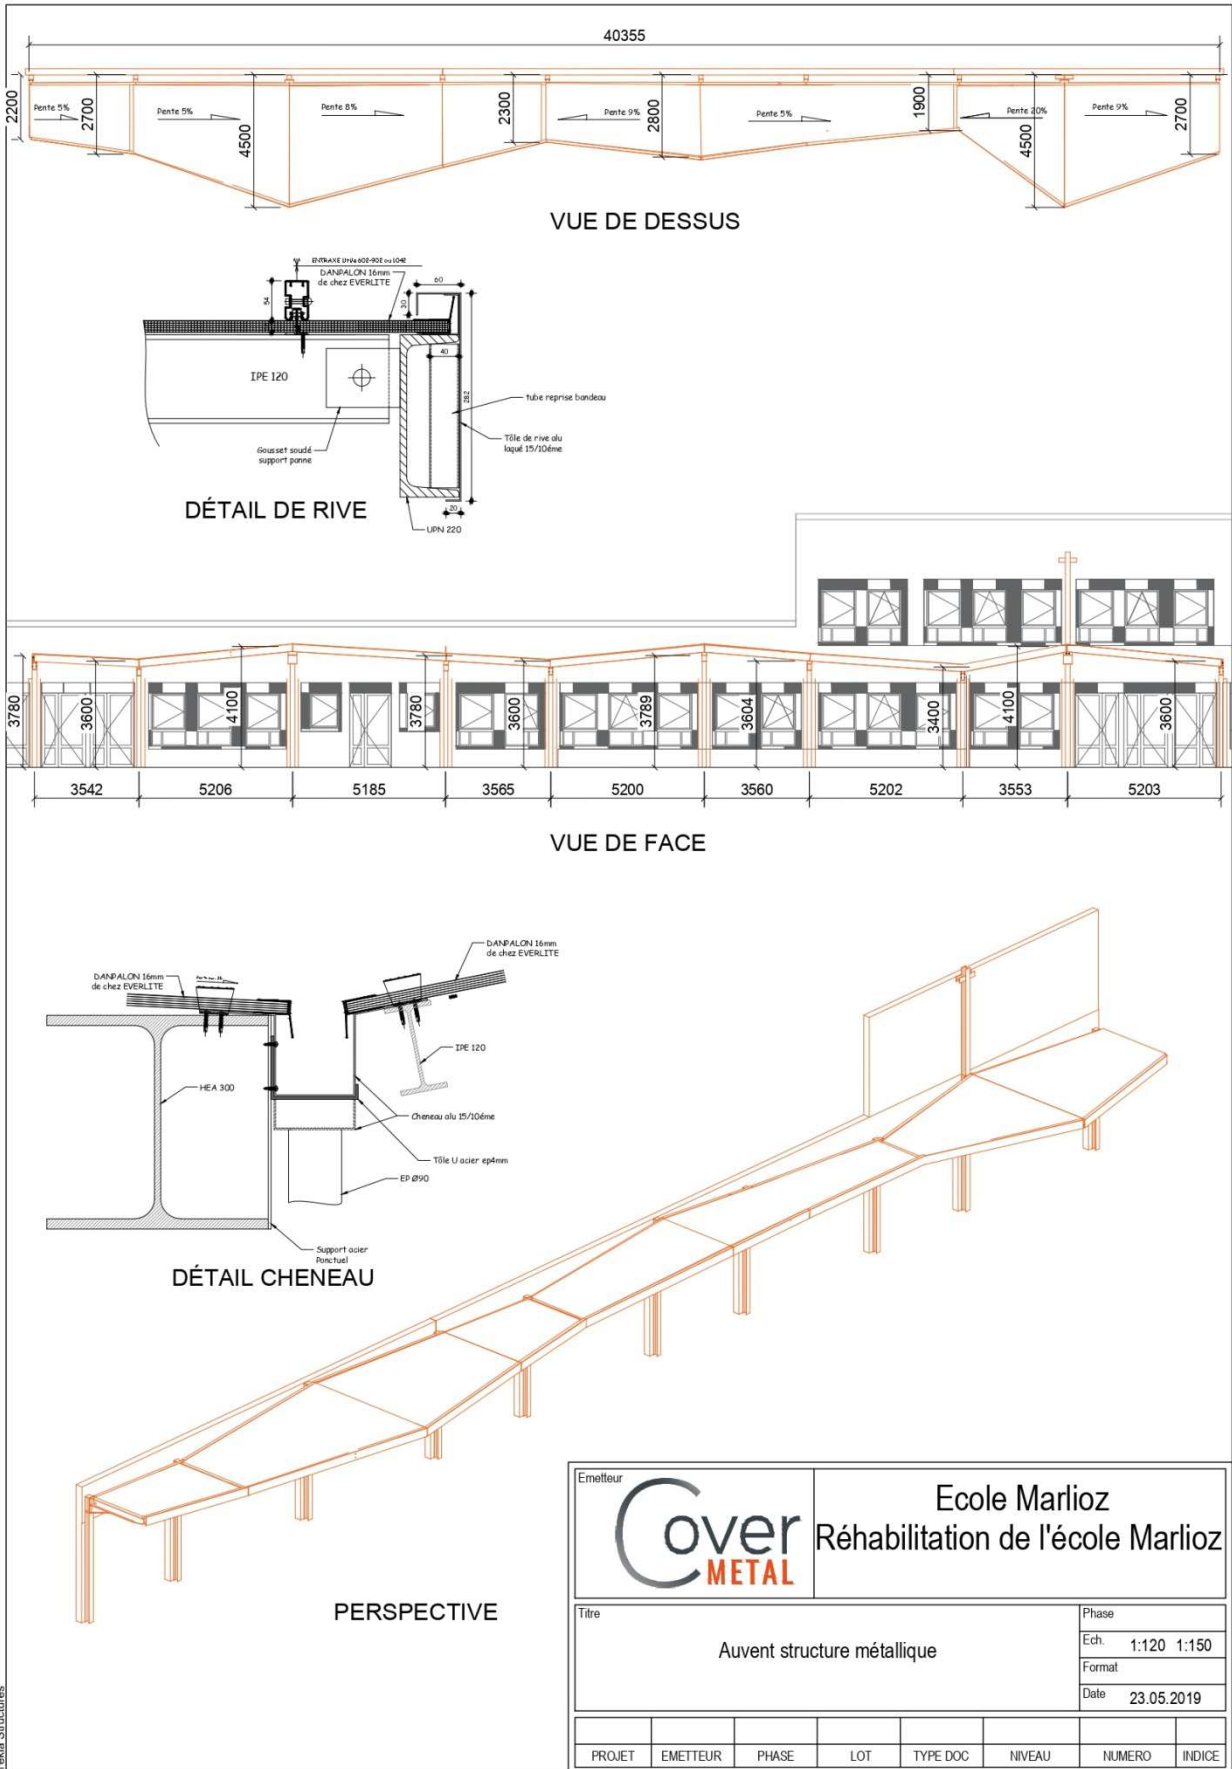 40355
2200
Pente 5%
2700
Pente 5%
4500
Pente 8%
2300
Pente 9%
2800
Pente 5%
1900
Pente 20%
4500
Pente 9%
2700
VUE DE DESSUS
DANPALON 16mm
de chez EVERLITE
60
54
30
IPE 120
40
282
tube reprise bandeau
Tôle de rive alu
laqué 15/10éme
Gousset soudé
support panne
20
UPN 220
DÉTAIL DE RIVE
3780
3600
4100
3780
3600
3789
3604
3400
4100
3600
3542
5206
5185
3565
5200
3560
5202
3553
5203
VUE DE FACE
DANPALON 16mm
de chez EVERLITE
DANPALON 16mm
de chez EVERLITE
IPE 120
HEA 300
Cheneau alu 15/10éme
Tôle U acier ep4mm
EP Ø90
Support acier
Ponctuel
DÉTAIL CHENEAU
PERSPECTIVE
Emetteur
Cover
METAL
Ecole Marlioz
Réhabilitation de l'école Marlioz
Titre
Auvent structure métallique
Phase
Ech. 1:120 1:150
Format
Date 23.05.2019
PROJET EMETTEUR PHASE LOT TYPE DOC NIVEAU NUMERO INDICE
Structures